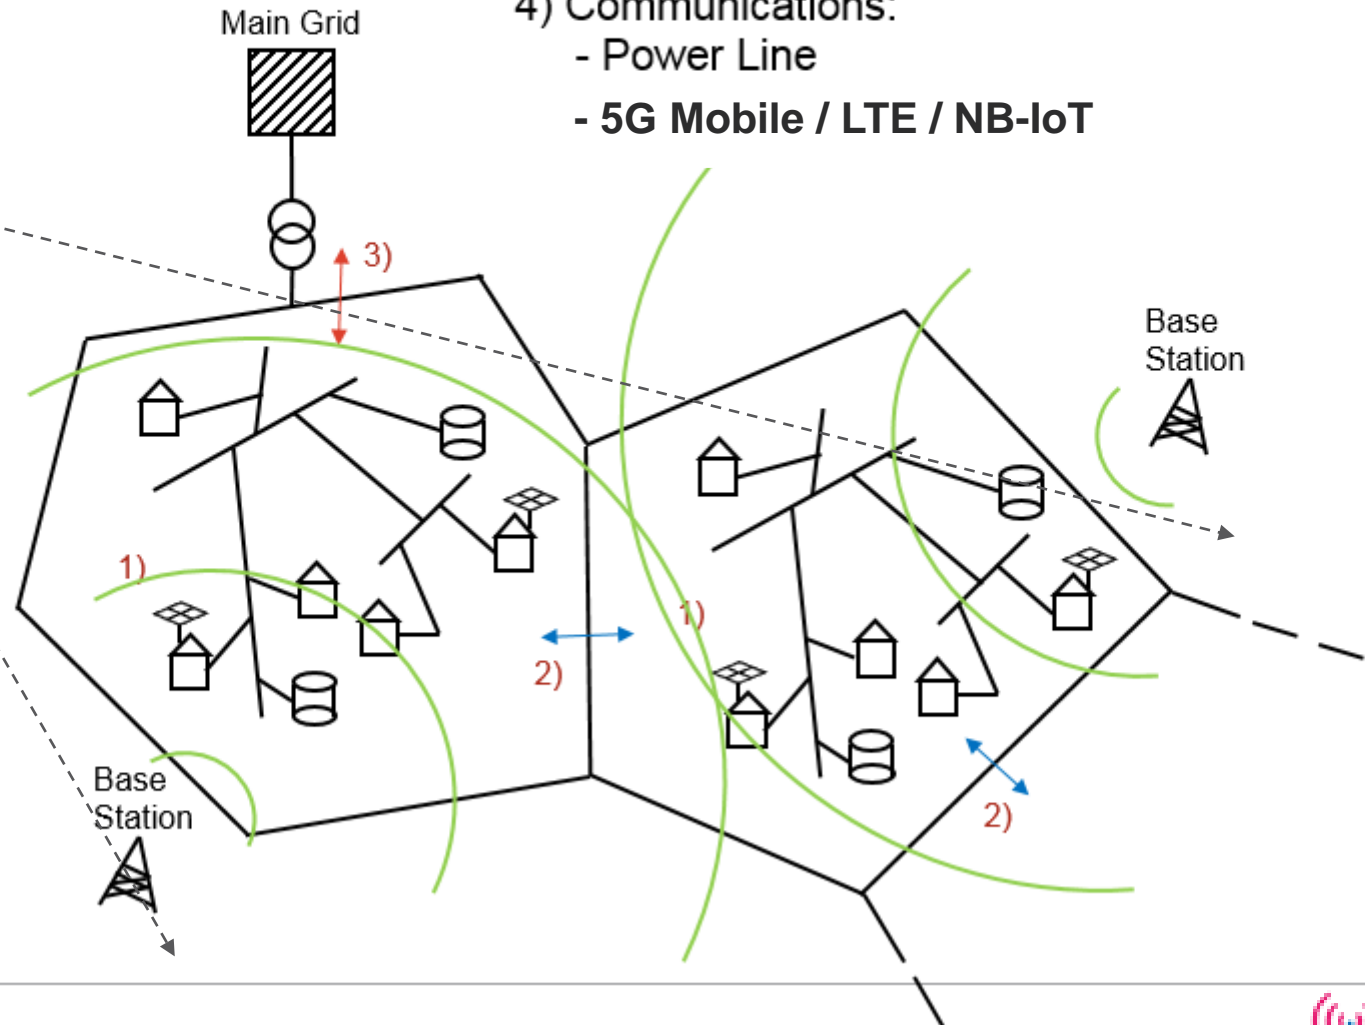 Main Grid
4) Communications:
- Power Line
- 5G Mobile / LTE / NB-IoT
3)
Base
Station
1)
1)
2)
2)
Base
Station